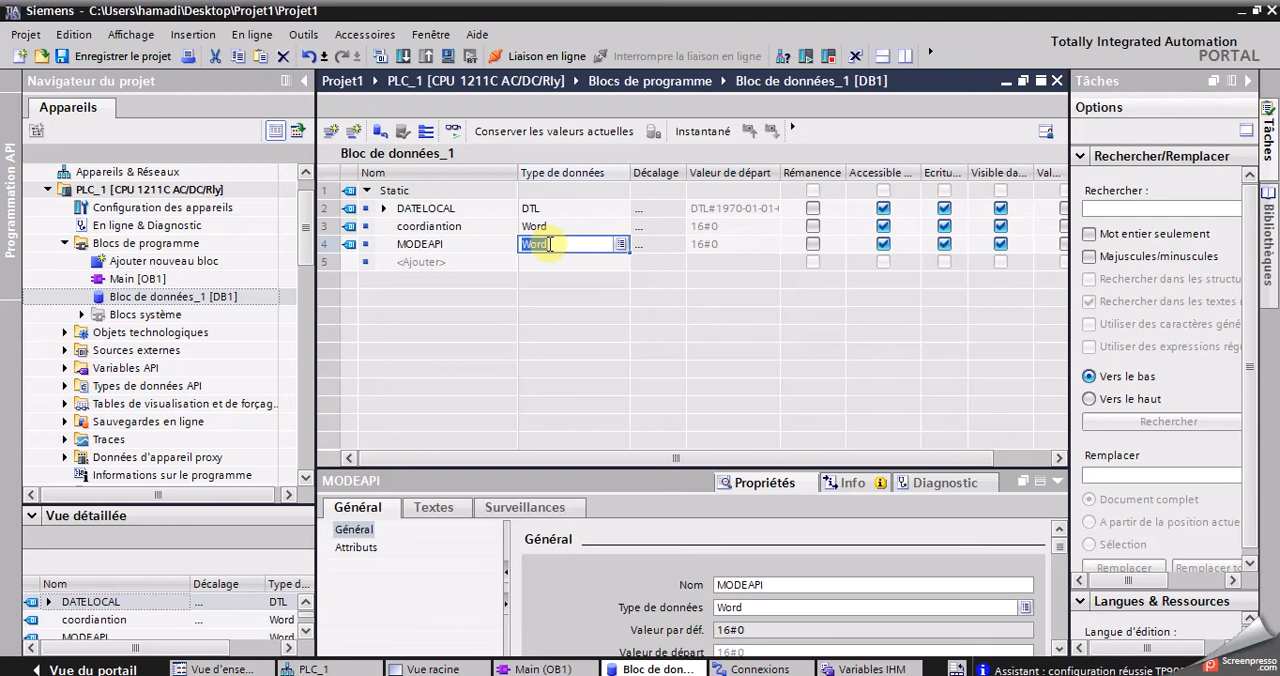 Siemens - C:\Users\hamadi\Desktop\Projet1\Projet1
Projet Edition Affichage Insertion En ligne Outils Accessoires Fenêtre Aide
Totally Integrated Automation
PORTAL
Enregistrer le projet Liaison en ligne Interrompre la liaison en ligne
Navigateur du projet
Projet1 PLC_1 [CPU 1211C AC/DC/Rly] Blocs de programme Bloc de données_1 [DB1]
Tâches
Appareils
Options
Conserver les valeurs actuelles Instantané
Bloc de données_1
Rechercher/Remplacer
Nom Type de données Décalage Valeur de départ Rémanence Accessible ... Ecritu... Visible da... Val...
1 Static
2 DATELOCAL DTL ... DTL#1970-01-01-
3 coordiantion Word ... 16#0
4 MODEAPI Word ... 16#0
5 <Ajouter>
Appareils & Réseaux
PLC_1 [CPU 1211C AC/DC/Rly]
Configuration des appareils
En ligne & Diagnostic
Blocs de programme
Ajouter nouveau bloc
Main [OB1]
Bloc de données_1 [DB1]
Blocs système
Objets technologiques
Sources externes
Variables API
Types de données API
Tables de visualisation et de forçag...
Sauvegardes en ligne
Traces
Données d'appareil proxy
Informations sur le programme
Vue détaillée
Nom Décalage Type d...
DATELOCAL DTL
coordiantion ... Word
MODEAPI ... Word
Rechercher :
Mot entier seulement
Majuscules/minuscules
Rechercher dans les structu
Rechercher dans les textes
Utiliser des caractères géné
Utiliser des expressions rég
Vers le bas
Vers le haut
Rechercher
Remplacer
Document complet
A partir de la position actue
Sélection
Remplacer Remplacer to
Langues & Ressources
Langue d'édition :
MODEAPI
Propriétés Info Diagnostic
Général Textes Surveillances
Général
Attributs
Général
Nom MODEAPI
Type de données Word
Valeur par déf. 16#0
Valeur de départ 16#0
Programmation API
Tâches
Bibliothèques
Vue du portail Vue d'ense... PLC_1 Vue racine Main (OB1) Bloc de don... Connexions Variables IHM Assistant : configuration réussie TP90
Screenpresso
.com